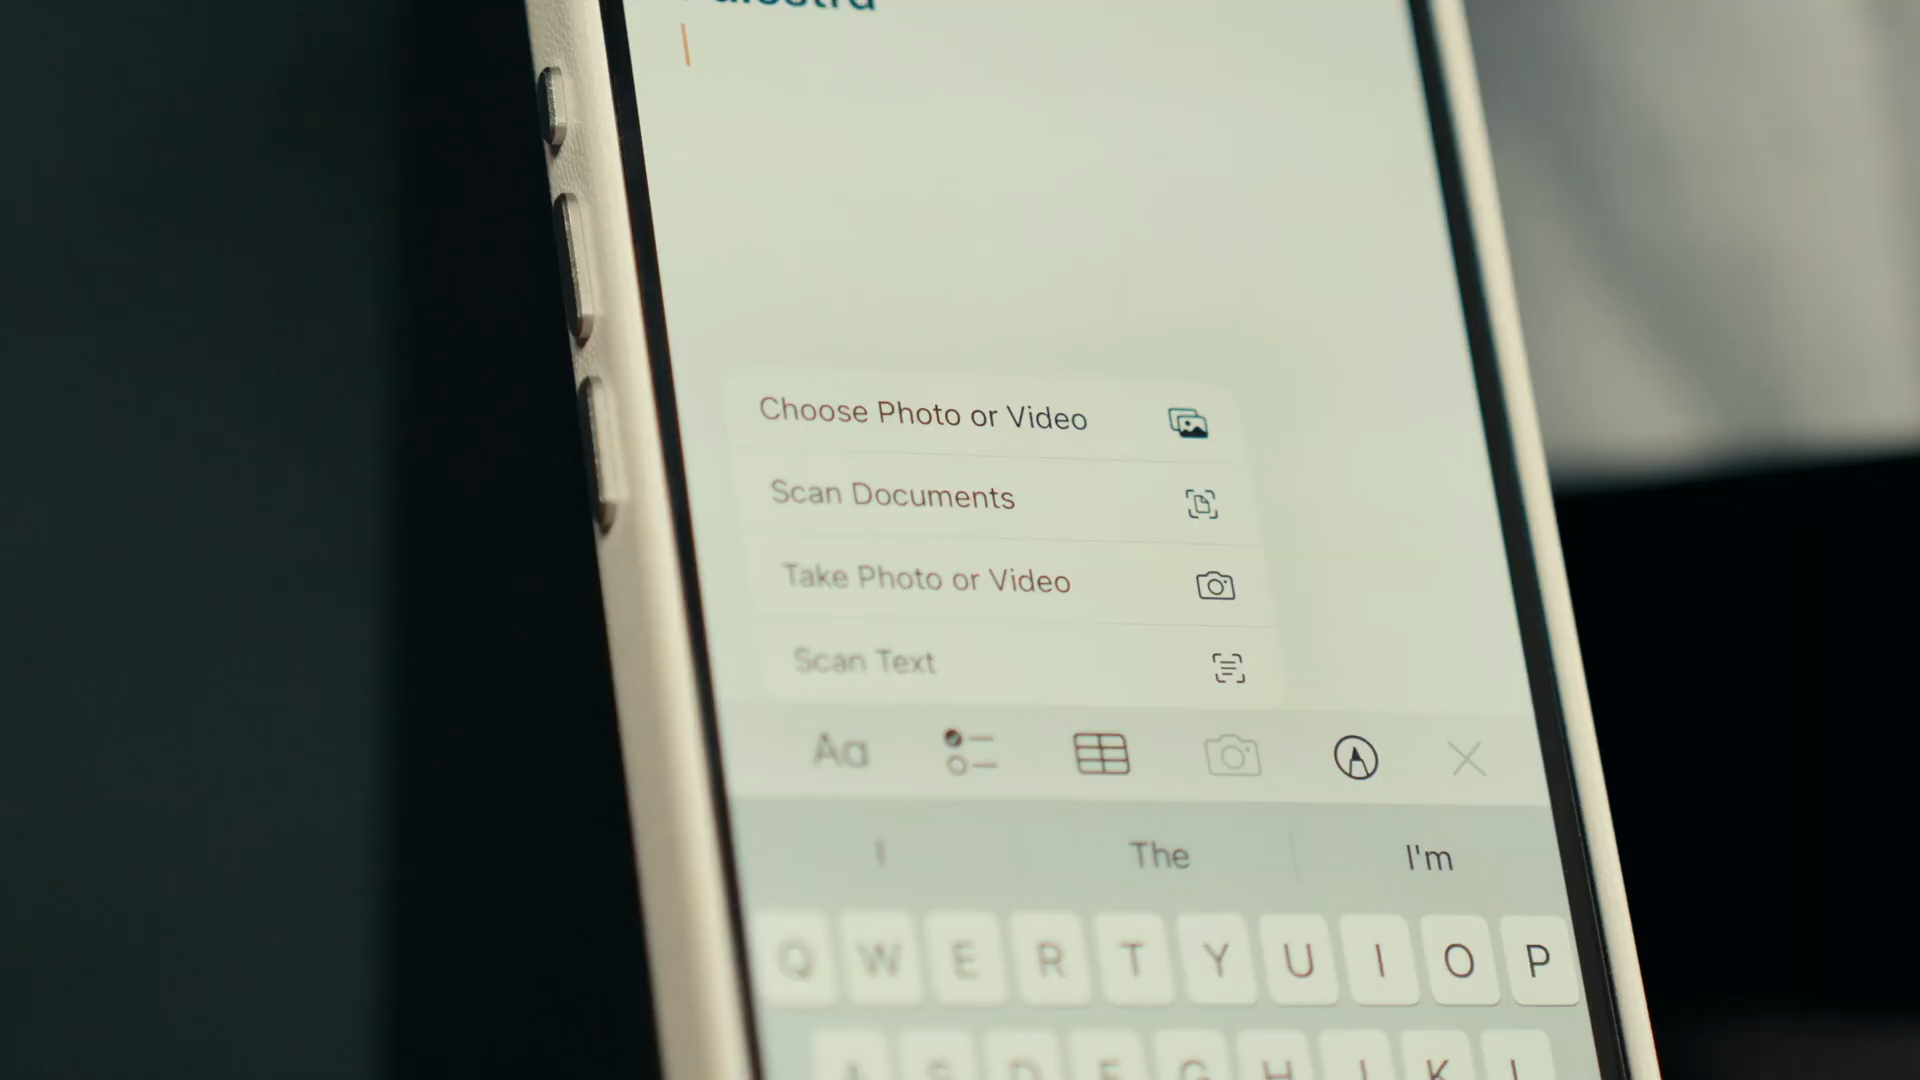 Choose Photo or Video
Scan Documents
Take Photo or Video
Scan Text
Aa
I The I'm
Q W E R T Y U I O P
A S D F G H J K L